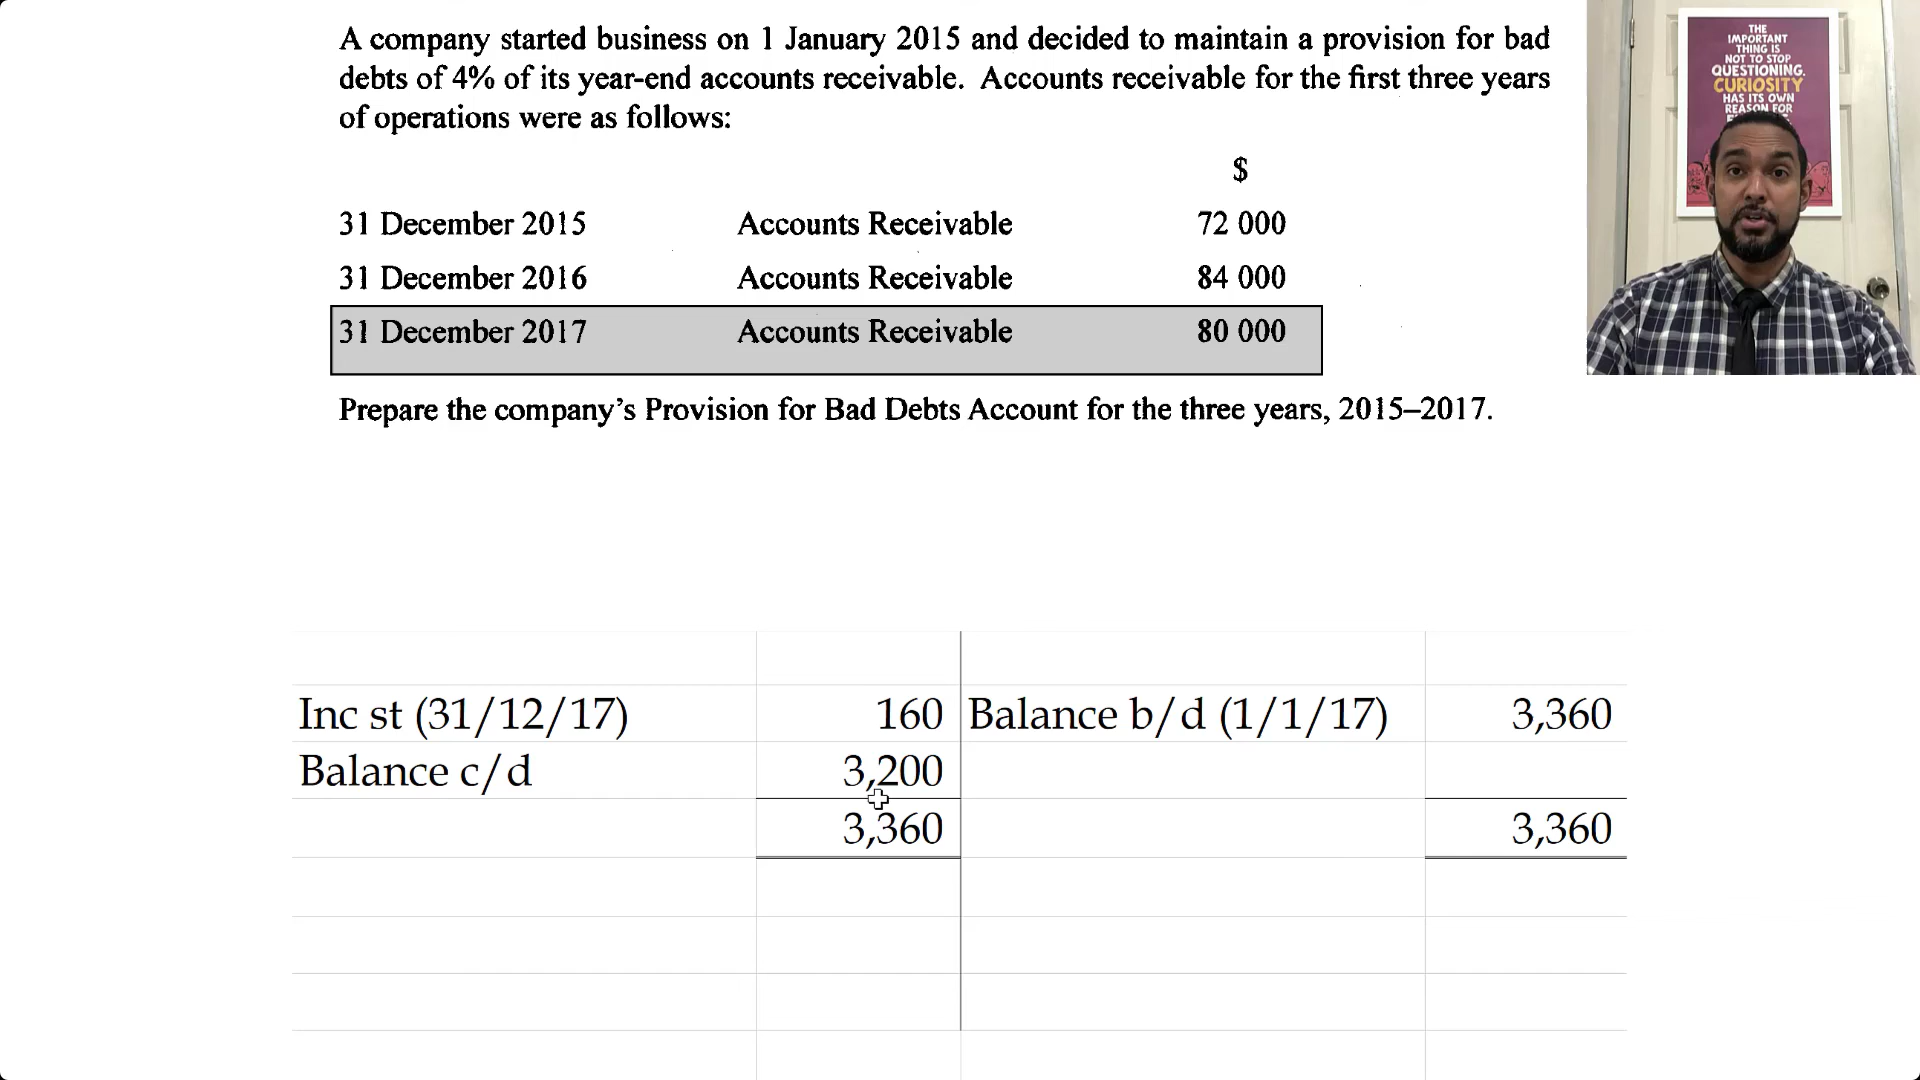 A company started business on 1 January 2015 and decided to maintain a provision for bad
debts of 4% of its year-end accounts receivable. Accounts receivable for the first three years
of operations were as follows:
$
31 December 2015 Accounts Receivable 72 000
31 December 2016 Accounts Receivable 84 000
31 December 2017 Accounts Receivable 80 000
Prepare the company’s Provision for Bad Debts Account for the three years, 2015–2017.
THE
IMPORTANT
THING IS
NOT TO STOP
QUESTIONING.
CURIOSITY
HAS ITS OWN
REASON FOR
Inc st (31/12/17) 160 Balance b/d (1/1/17) 3,360
Balance c/d 3,200
3,360 3,360